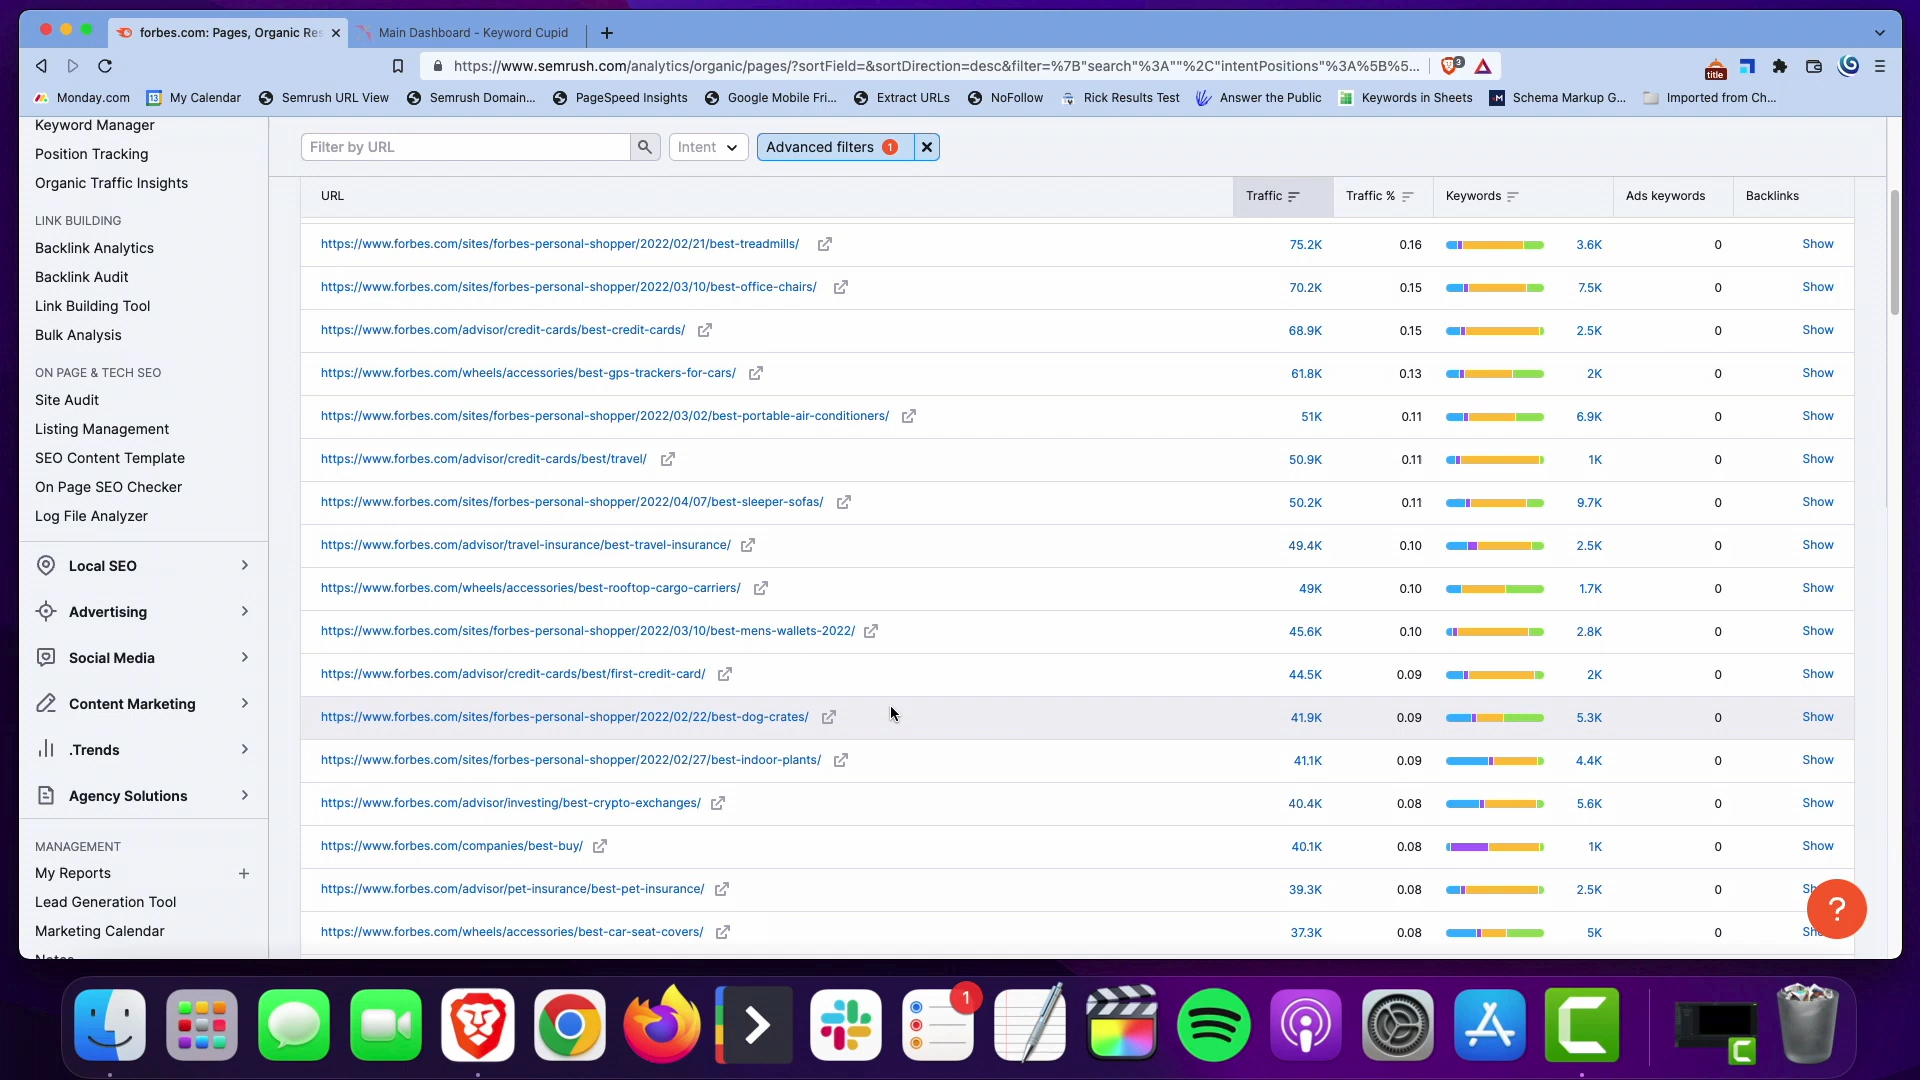 forbes.com: Pages, Organic Res
Main Dashboard - Keyword Cupid
https://www.semrush.com/analytics/organic/pages/?sortField=&sortDirection=desc&filter=%7B"search"%3A""%2C"intentPositions"%3A%5B%5...
3
title
Monday.com
13
My Calendar
Semrush URL View
Semrush Domain...
PageSpeed Insights
Google Mobile Fri...
Extract URLs
NoFollow
Rick Results Test
Answer the Public
Keywords in Sheets
Schema Markup G...
Imported from Ch...
Keyword Manager
Position Tracking
Organic Traffic Insights
LINK BUILDING
Backlink Analytics
Backlink Audit
Link Building Tool
Bulk Analysis
ON PAGE & TECH SEO
Site Audit
Listing Management
SEO Content Template
On Page SEO Checker
Log File Analyzer
Local SEO
Advertising
Social Media
Content Marketing
.Trends
Agency Solutions
MANAGEMENT
My Reports +
Lead Generation Tool
Marketing Calendar
Notes
Filter by URL
Intent
Advanced filters 1
URL Traffic Traffic % Keywords Ads keywords Backlinks
https://www.forbes.com/sites/forbes-personal-shopper/2022/02/21/best-treadmills/ 75.2K 0.16 3.6K 0 Show
https://www.forbes.com/sites/forbes-personal-shopper/2022/03/10/best-office-chairs/ 70.2K 0.15 7.5K 0 Show
https://www.forbes.com/advisor/credit-cards/best-credit-cards/ 68.9K 0.15 2.5K 0 Show
https://www.forbes.com/wheels/accessories/best-gps-trackers-for-cars/ 61.8K 0.13 2K 0 Show
https://www.forbes.com/sites/forbes-personal-shopper/2022/03/02/best-portable-air-conditioners/ 51K 0.11 6.9K 0 Show
https://www.forbes.com/advisor/credit-cards/best/travel/ 50.9K 0.11 1K 0 Show
https://www.forbes.com/sites/forbes-personal-shopper/2022/04/07/best-sleeper-sofas/ 50.2K 0.11 9.7K 0 Show
https://www.forbes.com/advisor/travel-insurance/best-travel-insurance/ 49.4K 0.10 2.5K 0 Show
https://www.forbes.com/wheels/accessories/best-rooftop-cargo-carriers/ 49K 0.10 1.7K 0 Show
https://www.forbes.com/sites/forbes-personal-shopper/2022/03/10/best-mens-wallets-2022/ 45.6K 0.10 2.8K 0 Show
https://www.forbes.com/advisor/credit-cards/best/first-credit-card/ 44.5K 0.09 2K 0 Show
https://www.forbes.com/sites/forbes-personal-shopper/2022/02/22/best-dog-crates/ 41.9K 0.09 5.3K 0 Show
https://www.forbes.com/sites/forbes-personal-shopper/2022/02/27/best-indoor-plants/ 41.1K 0.09 4.4K 0 Show
https://www.forbes.com/advisor/investing/best-crypto-exchanges/ 40.4K 0.08 5.6K 0 Show
https://www.forbes.com/companies/best-buy/ 40.1K 0.08 1K 0 Show
https://www.forbes.com/advisor/pet-insurance/best-pet-insurance/ 39.3K 0.08 2.5K 0 Sh
https://www.forbes.com/wheels/accessories/best-car-seat-covers/ 37.3K 0.08 5K 0 Sh
?
1